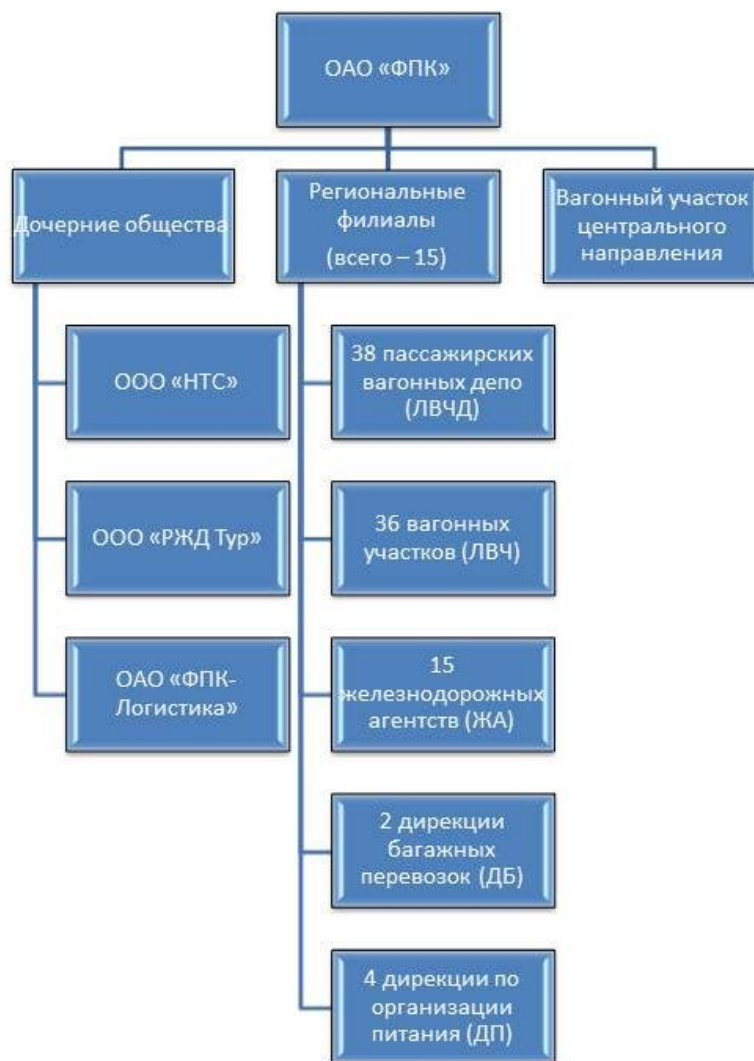 ОАО «ФПК»
Дочерние общества
Региональные
филиалы
(всего – 15)
Вагонный участок
центрального
направления
ООО «НТС»
ООО «РЖД Тур»
ОАО «ФПК-
Логистика»
38 пассажирских
вагонных депо
(ЛВЧД)
36 вагонных
участков (ЛВЧ)
15
железнодорожных
агентств (ЖА)
2 дирекции
багажных
перевозок (ДБ)
4 дирекции по
организации
питания (ДП)